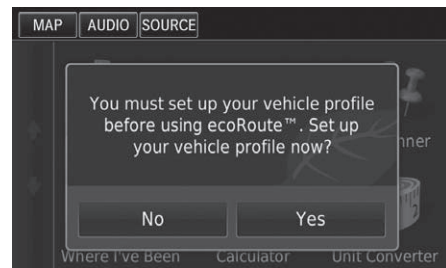 MAP AUDIO SOURCE
You must set up your vehicle profile
before using ecoRoute™. Set up
your vehicle profile now?
nner
No Yes
Where I've Been Calculator Unit Converter